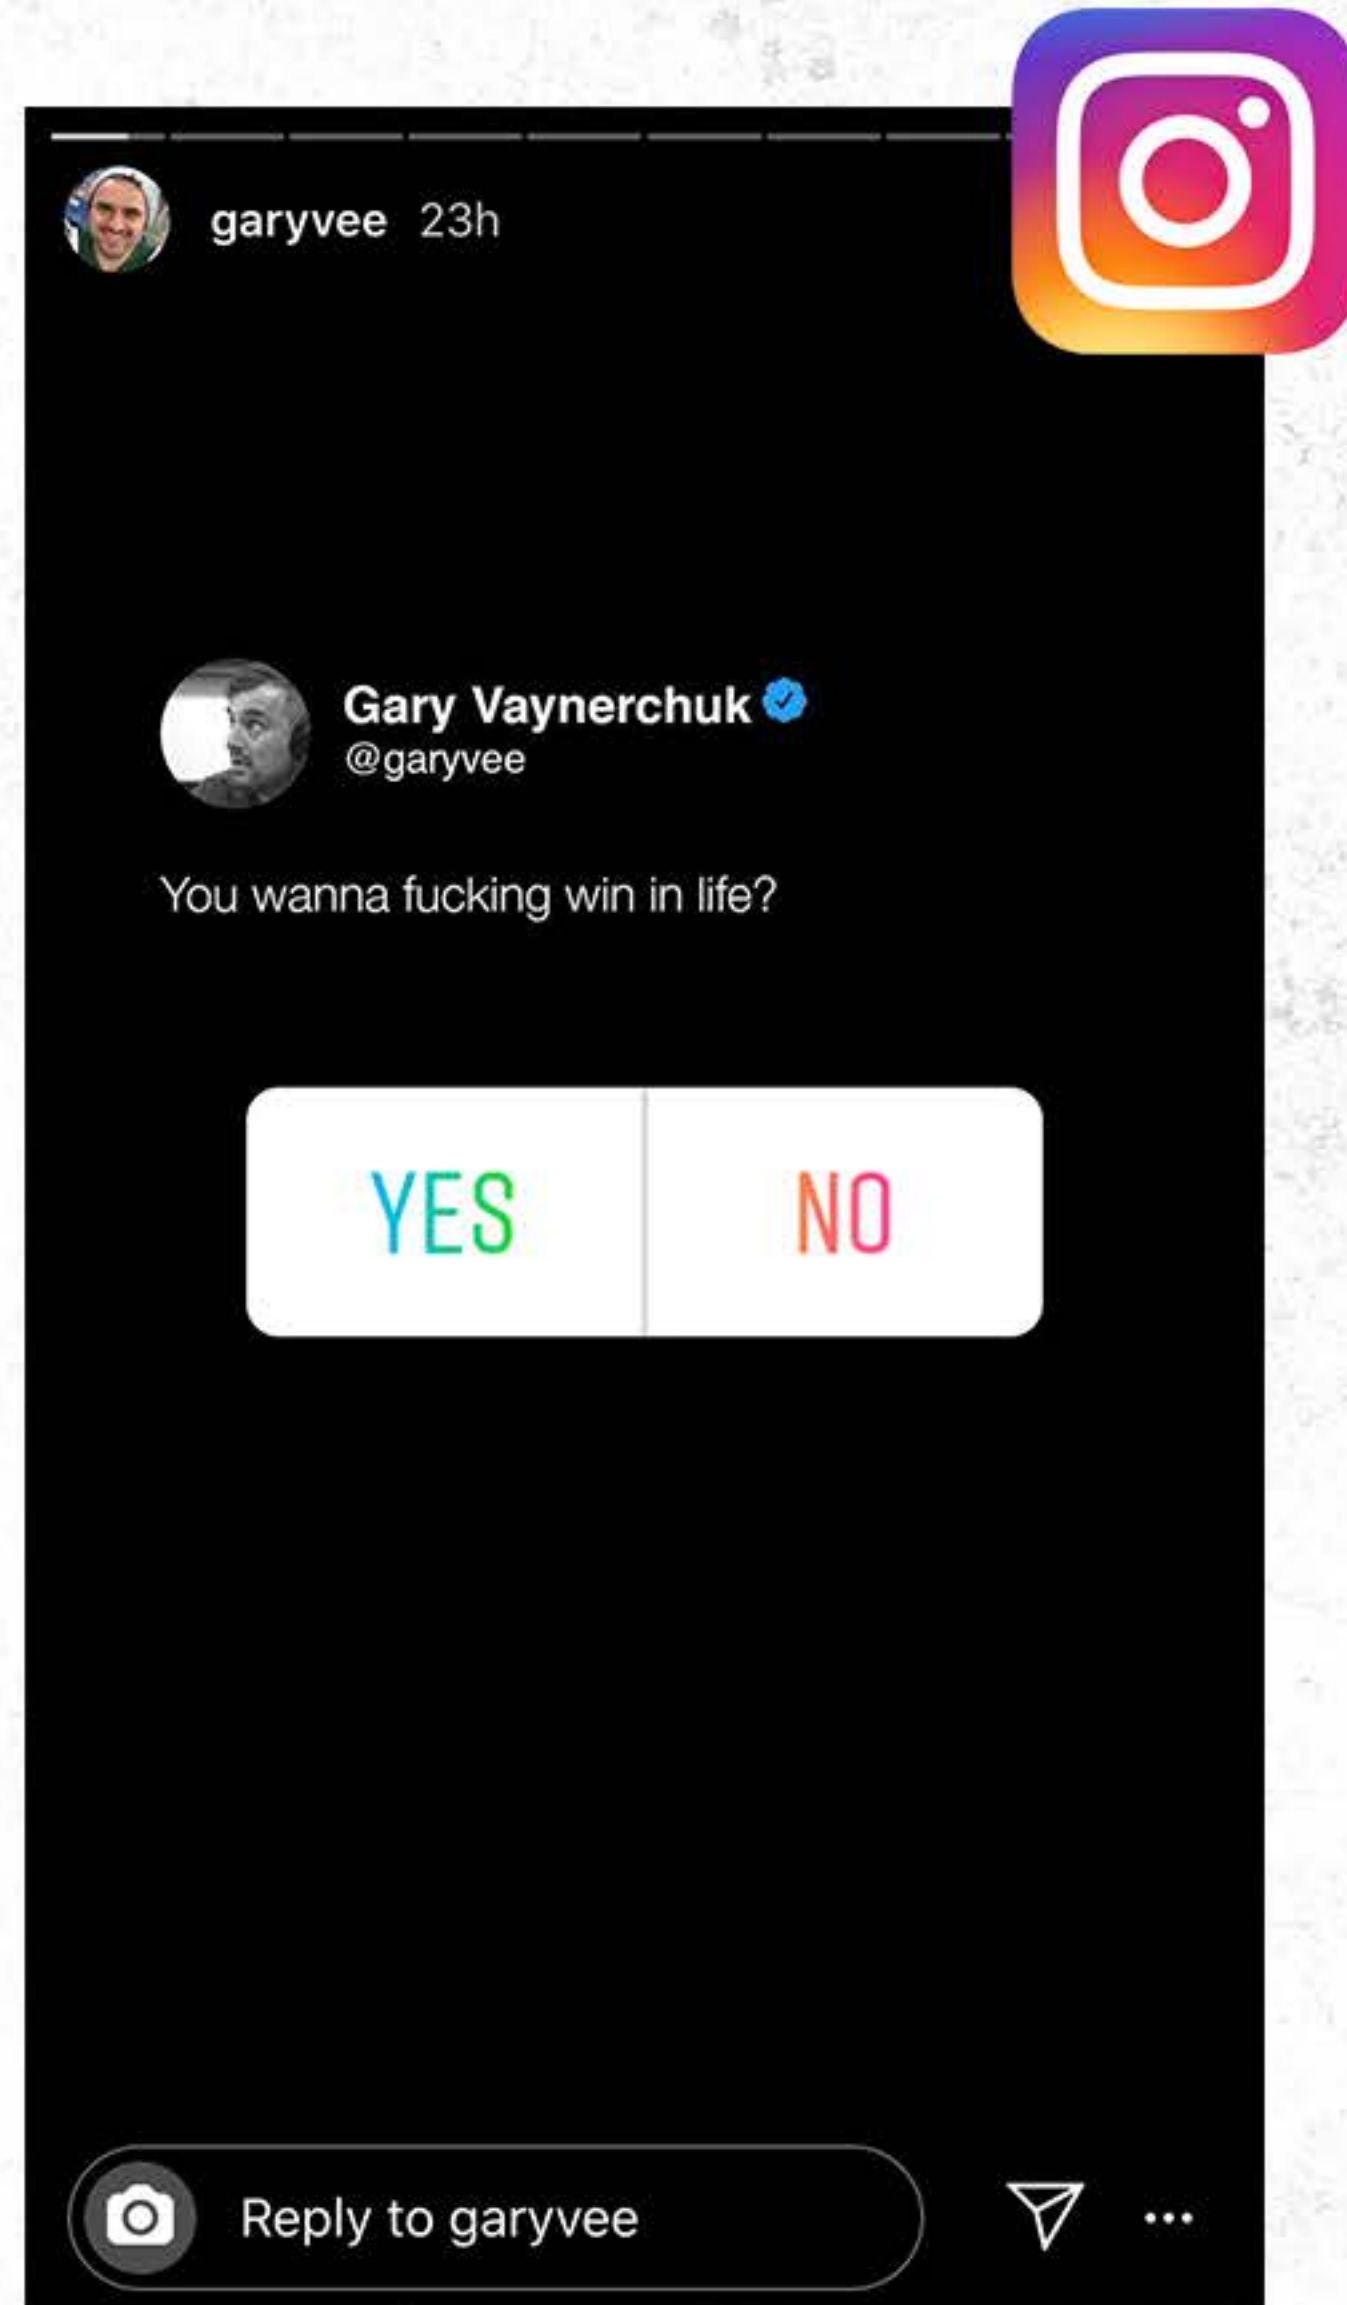 garyvee 23h
Gary Vaynerchuk
@garyvee
You wanna fucking win in life?
YES NO
Reply to garyvee